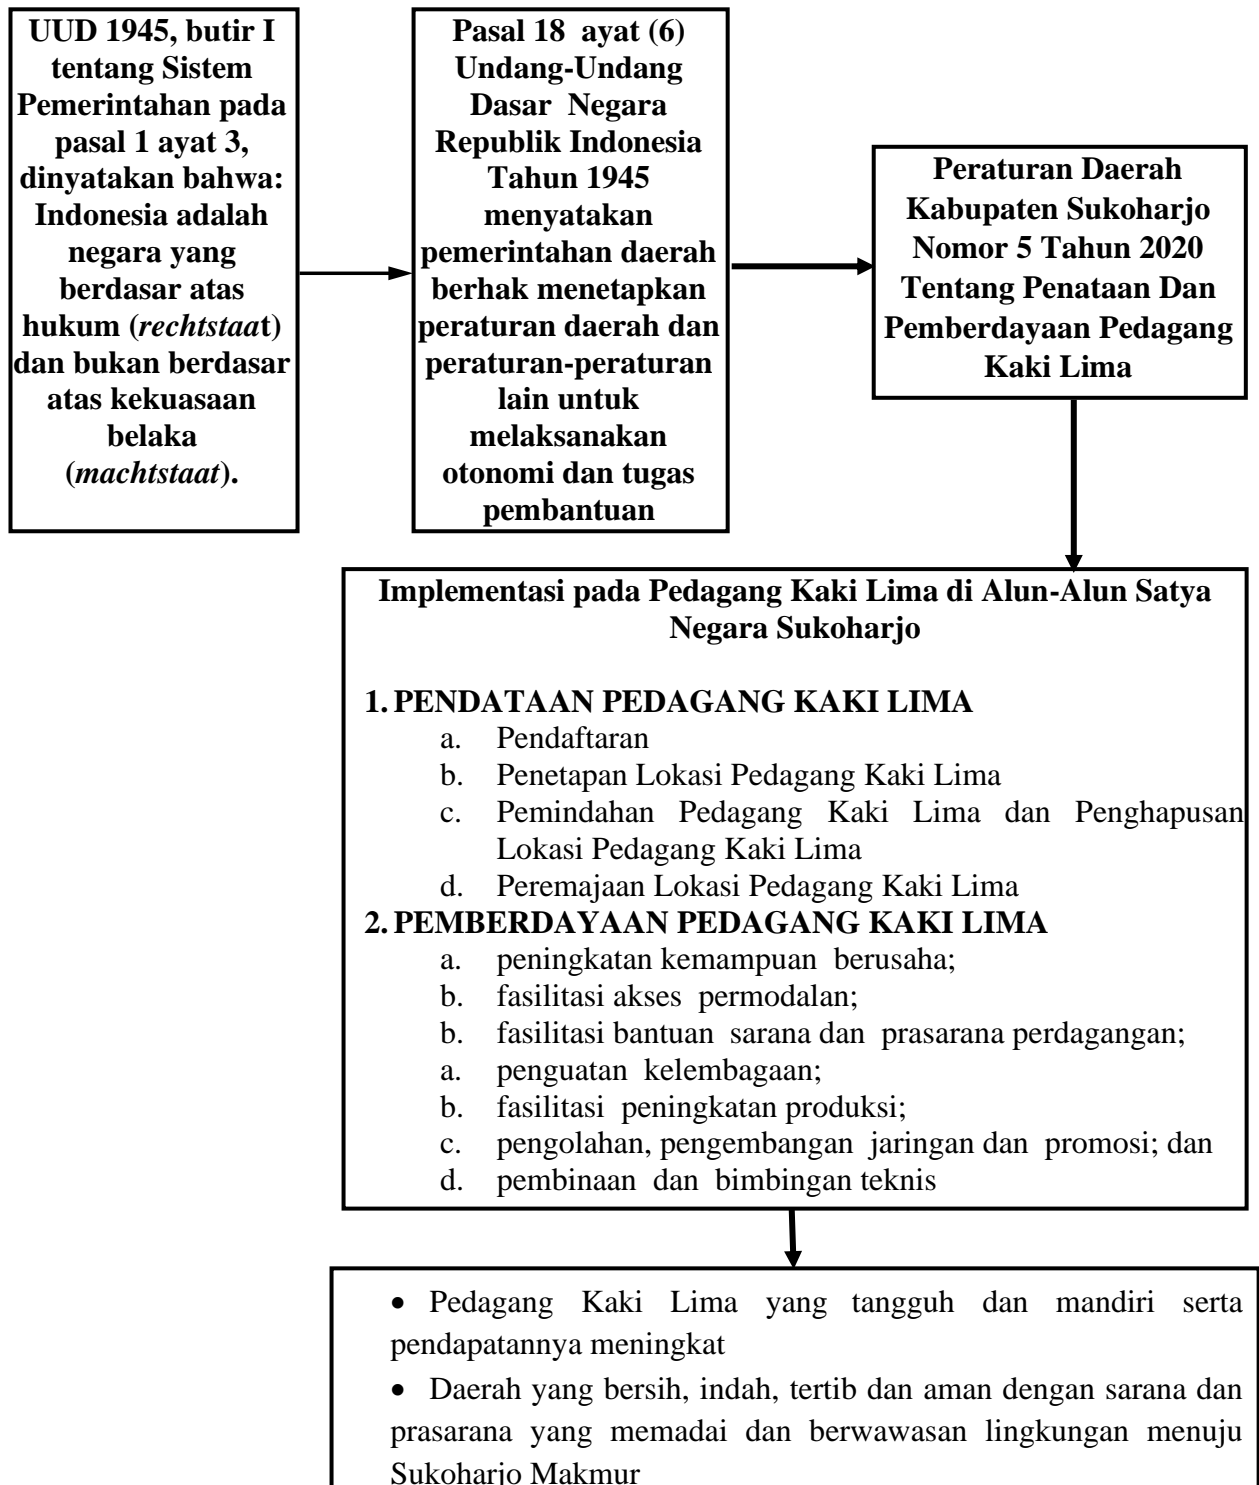 UUD 1945, butir I
tentang Sistem
Pemerintahan pada
pasal 1 ayat 3,
dinyatakan bahwa:
Indonesia adalah
negara yang
berdasar atas
hukum (rechtstaat)
dan bukan berdasar
atas kekuasaan
belaka
(machtstaat).
Pasal 18 ayat (6)
Undang-Undang
Dasar Negara
Republik Indonesia
Tahun 1945
menyatakan
pemerintahan daerah
berhak menetapkan
peraturan daerah dan
peraturan-peraturan
lain untuk
melaksanakan
otonomi dan tugas
pembantuan
Peraturan Daerah
Kabupaten Sukoharjo
Nomor 5 Tahun 2020
Tentang Penataan Dan
Pemberdayaan Pedagang
Kaki Lima
Implementasi pada Pedagang Kaki Lima di Alun-Alun Satya
Negara Sukoharjo
1. PENDATAAN PEDAGANG KAKI LIMA
a. Pendaftaran
b. Penetapan Lokasi Pedagang Kaki Lima
c. Pemindahan Pedagang Kaki Lima dan Penghapusan
Lokasi Pedagang Kaki Lima
d. Peremajaan Lokasi Pedagang Kaki Lima
2. PEMBERDAYAAN PEDAGANG KAKI LIMA
a. peningkatan kemampuan berusaha;
b. fasilitasi akses permodalan;
b. fasilitasi bantuan sarana dan prasarana perdagangan;
a. penguatan kelembagaan;
b. fasilitasi peningkatan produksi;
c. pengolahan, pengembangan jaringan dan promosi; dan
d. pembinaan dan bimbingan teknis
• Pedagang Kaki Lima yang tangguh dan mandiri serta
pendapatannya meningkat
• Daerah yang bersih, indah, tertib dan aman dengan sarana dan
prasarana yang memadai dan berwawasan lingkungan menuju
Sukoharjo Makmur